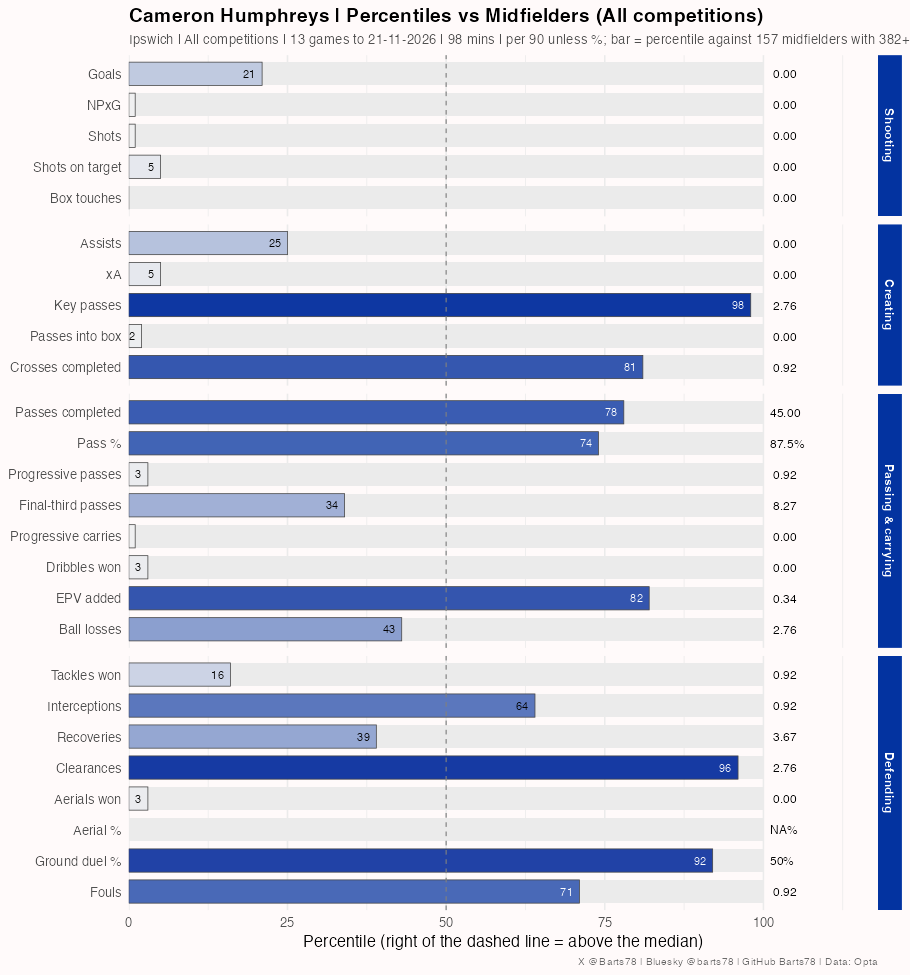 Cameron Humphreys | Percentiles vs Midfielders (All competitions)
Ipswich | All competitions | 13 games to 21-11-2026 | 98 mins | per 90 unless %; bar = percentile against 157 midfielders with 382+
Goals 21 0.00
NPxG 0.00
Shots 0.00
Shots on target 5 0.00
Box touches 0.00
Shooting
Assists 25 0.00
xA 5 0.00
Key passes 98 2.76
Passes into box 2 0.00
Crosses completed 81 0.92
Creating
Passes completed 78 45.00
Pass % 74 87.5%
Progressive passes 3 0.92
Final-third passes 34 8.27
Progressive carries 0.00
Dribbles won 3 0.00
EPV added 82 0.34
Ball losses 43 2.76
Passing & carrying
Tackles won 16 0.92
Interceptions 64 0.92
Recoveries 39 3.67
Clearances 96 2.76
Aerials won 3 0.00
Aerial % NA%
Ground duel % 92 50%
Fouls 71 0.92
Defending
0 25 50 75 100
Percentile (right of the dashed line = above the median)
X @Barts78 | Bluesky @barts78 | GitHub Barts78 | Data: Opta